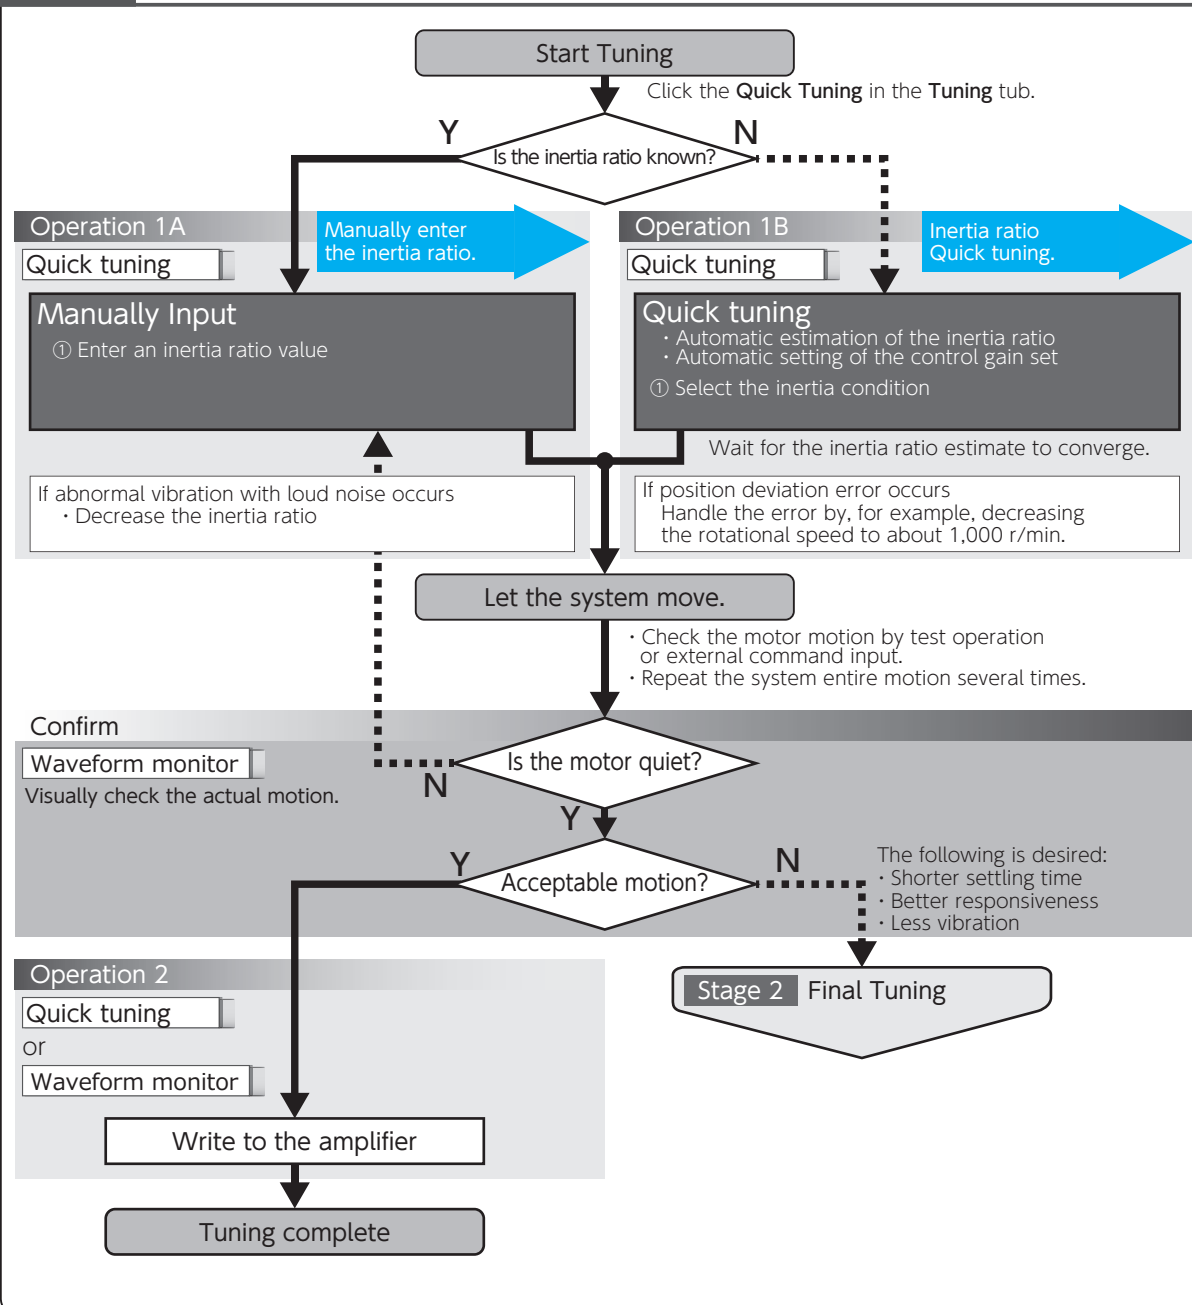 Start Tuning
Click the Quick Tuning in the Tuning tub.
Y
N
Is the inertia ratio known?
Operation 1A
Manually enter
the inertia ratio.
Quick tuning
Manually Input
① Enter an inertia ratio value
If abnormal vibration with loud noise occurs
・Decrease the inertia ratio
Operation 1B
Inertia ratio
Quick tuning.
Quick tuning
Quick tuning
・Automatic estimation of the inertia ratio
・Automatic setting of the control gain set
① Select the inertia condition
Wait for the inertia ratio estimate to converge.
If position deviation error occurs
Handle the error by, for example, decreasing
the rotational speed to about 1,000 r/min.
Let the system move.
・Check the motor motion by test operation
or external command input.
・Repeat the system entire motion several times.
Confirm
Waveform monitor
Visually check the actual motion.
Is the motor quiet?
N
Y
Y
Acceptable motion?
N
The following is desired:
・Shorter settling time
・Better responsiveness
・Less vibration
Stage 2 Final Tuning
Operation 2
Quick tuning
or
Waveform monitor
Write to the amplifier
Tuning complete